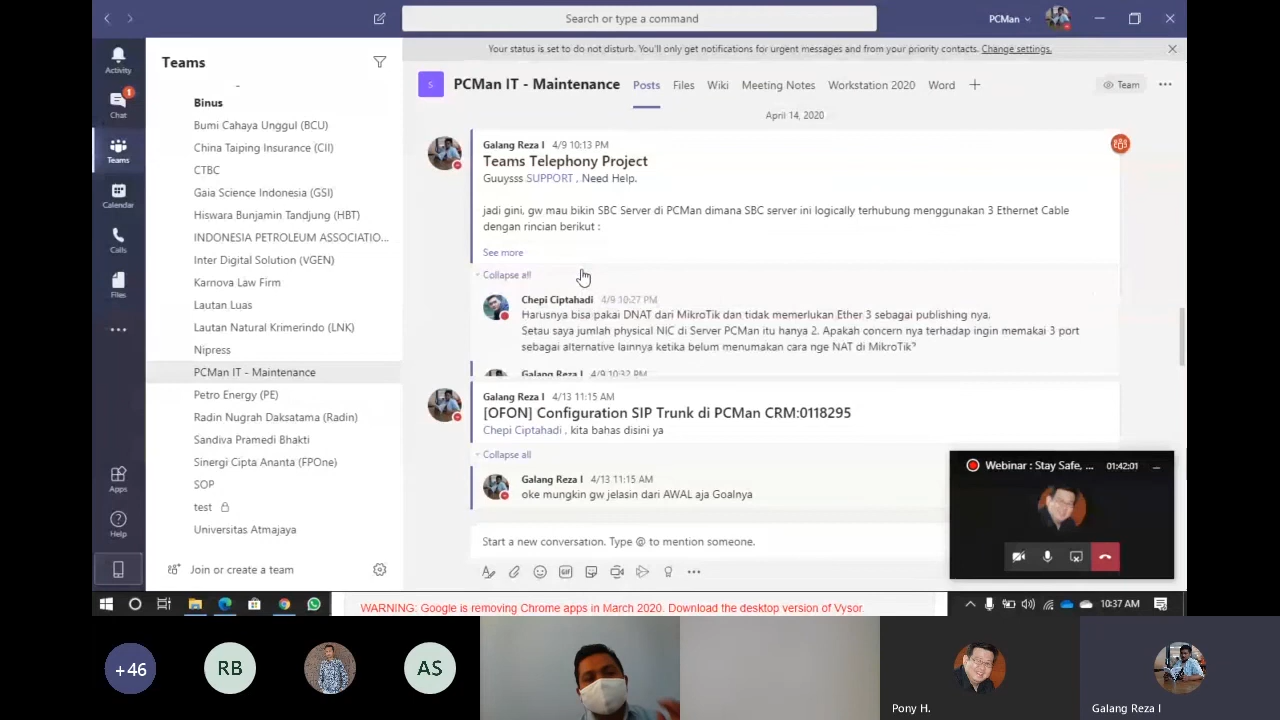 Search or type a command
PCMan
Activity
Chat
1
Teams
Calendar
Calls
Files
Apps
Help
Teams
Binus
Bumi Cahaya Unggul (BCU)
China Taiping Insurance (CII)
CTBC
Gaia Science Indonesia (GSI)
Hiswara Bunjamin Tandjung (HBT)
INDONESIA PETROLEUM ASSOCIATIO...
Inter Digital Solution (VGEN)
Karnova Law Firm
Lautan Luas
Lautan Natural Krimerindo (LNK)
Nipress
PCMan IT - Maintenance
Petro Energy (PE)
Radin Nugrah Daksatama (Radin)
Sandiva Pramedi Bhakti
Sinergi Cipta Ananta (FPOne)
SOP
test
Universitas Atmajaya
Join or create a team
Your status is set to do not disturb. You'll only get notifications for urgent messages and from your priority contacts. Change settings.
S
PCMan IT - Maintenance Posts Files Wiki Meeting Notes Workstation 2020 Word
Team
April 14, 2020
Galang Reza I 4/9 10:13 PM
Teams Telephony Project
Guuysss SUPPORT , Need Help.
jadi gini, gw mau bikin SBC Server di PCMan dimana SBC server ini logically terhubung menggunakan 3 Ethernet Cable
dengan rincian berikut :
See more
Collapse all
Chepi Ciptahadi 4/9 10:27 PM
Harusnya bisa pakai DNAT dari MikroTik dan tidak memerlukan Ether 3 sebagai publishing nya.
Setau saya jumlah physical NIC di Server PCMan itu hanya 2. Apakah concern nya terhadap ingin memakai 3 port
sebagai alternative lainnya ketika belum menumakan cara nge NAT di MikroTik?
Galang Reza I 4/9 10:32 PM
Galang Reza I 4/13 11:15 AM
[OFON] Configuration SIP Trunk di PCMan CRM:0118295
Chepi Ciptahadi , kita bahas disini ya
Collapse all
Galang Reza I 4/13 11:15 AM
oke mungkin gw jelasin dari AWAL aja Goalnya
Start a new conversation. Type @ to mention someone.
GIF
Webinar : Stay Safe, ... 01:42:01
WARNING: Google is removing Chrome apps in March 2020. Download the desktop version of Vysor.
10:37 AM
+46
RB
AS
Pony H.
Galang Reza I